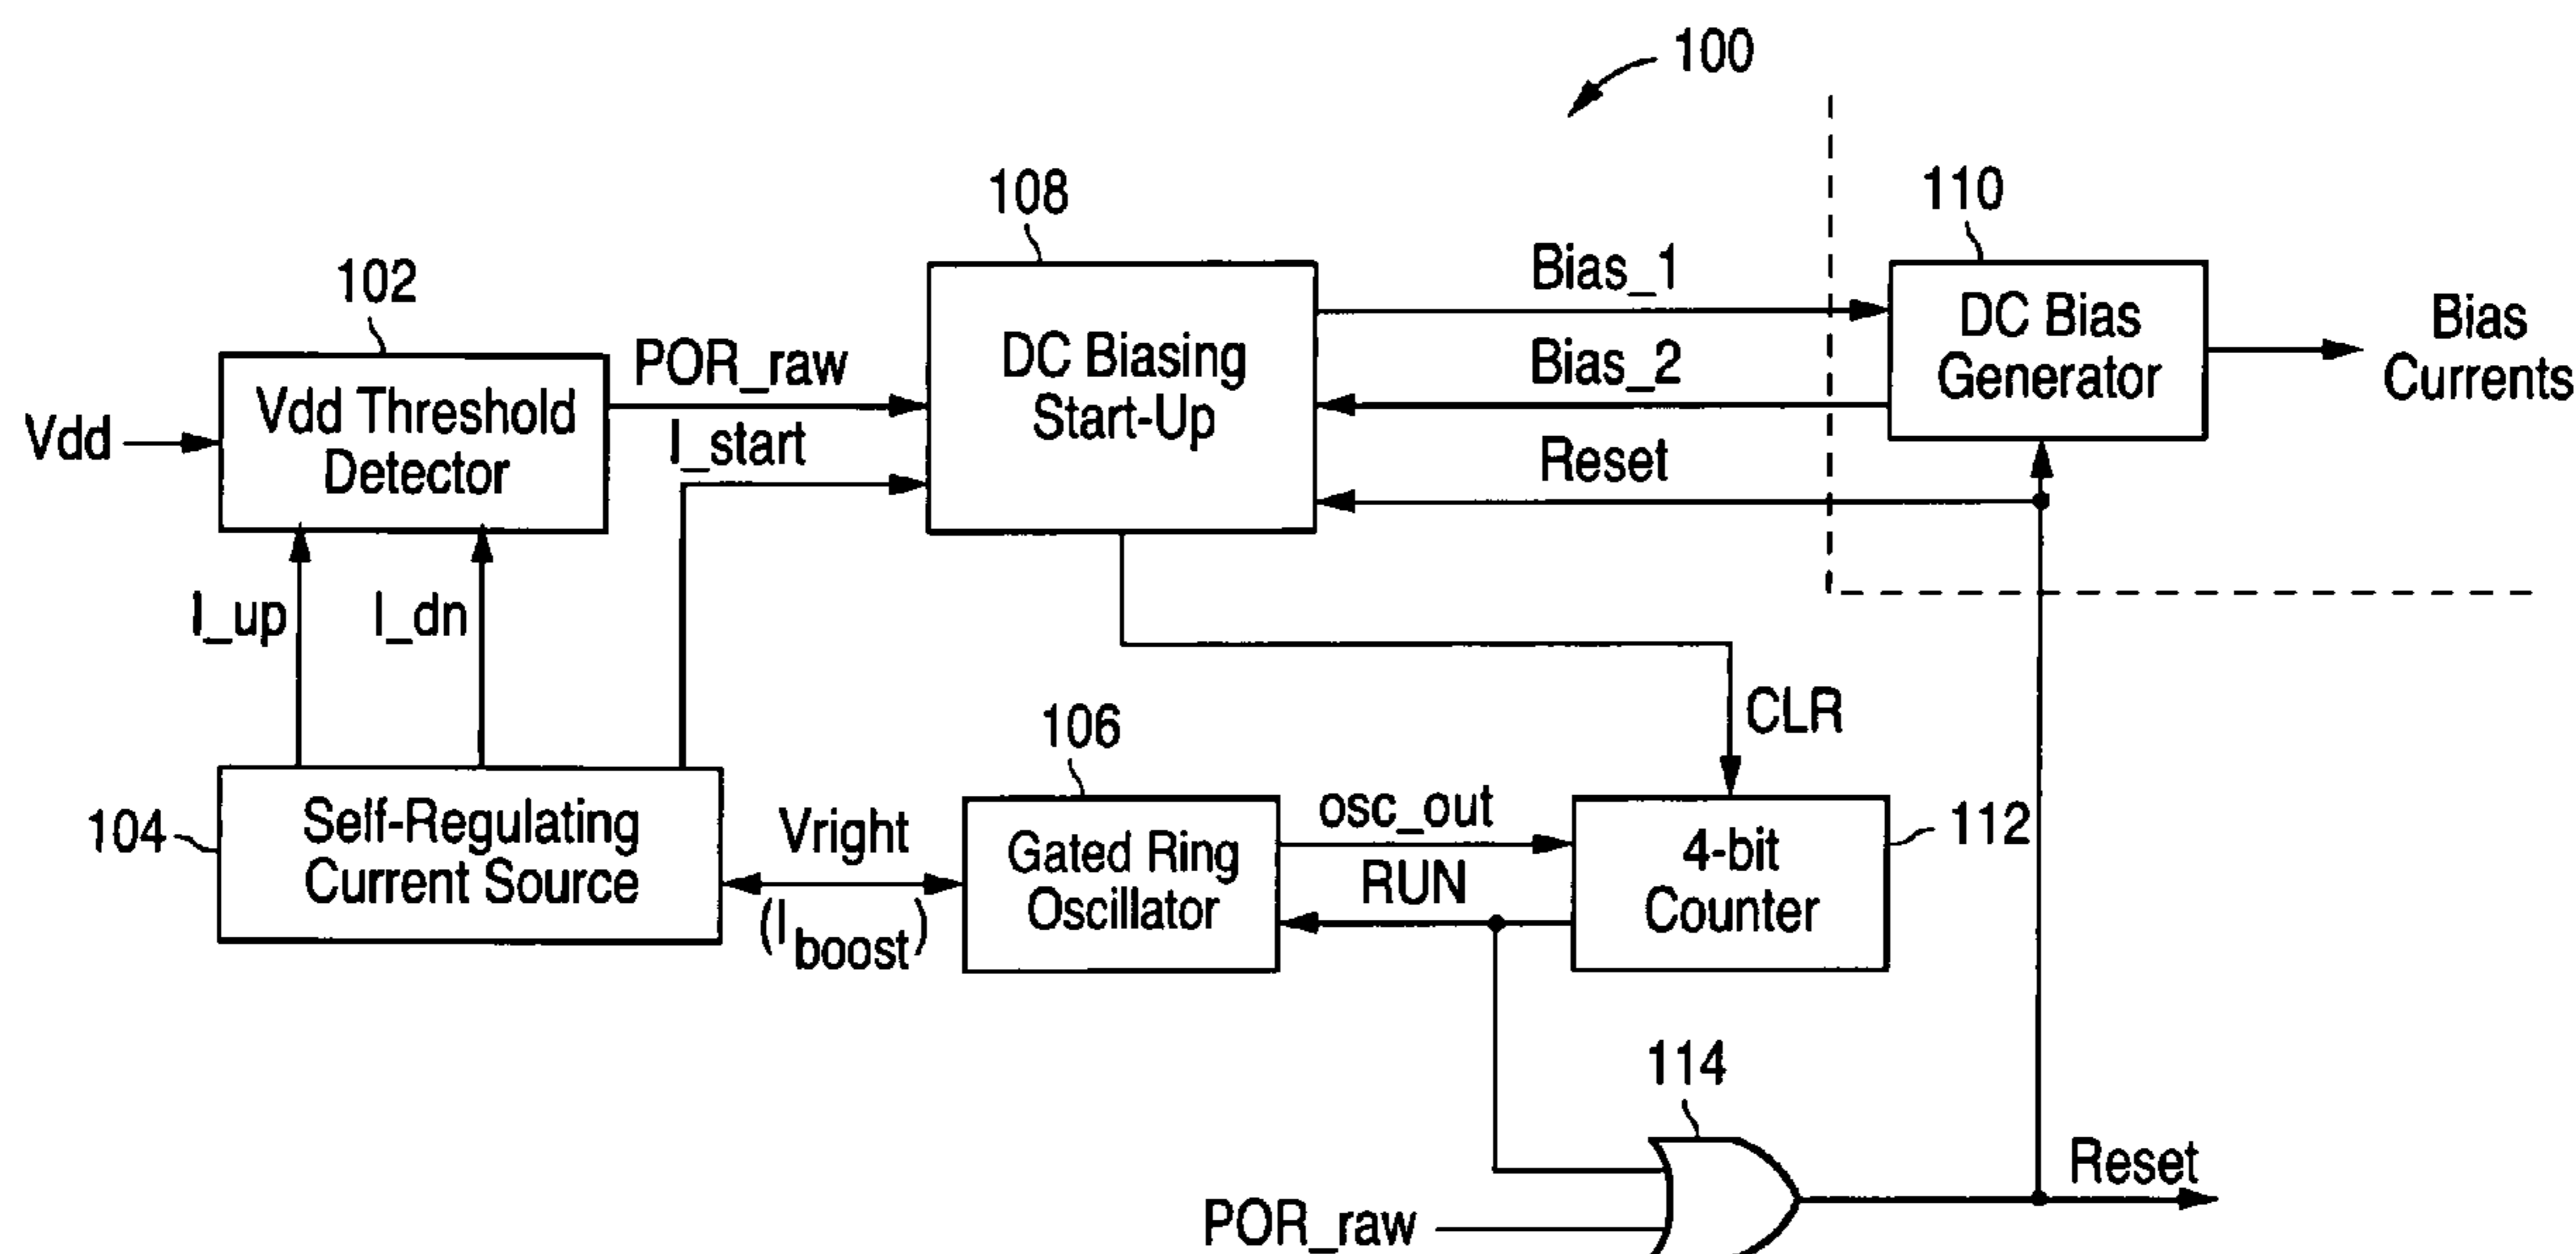 100
108
110
102
Bias_1
DC Bias
Generator
Bias
Currents
POR_raw
DC Biasing
Start-Up
Bias_2
Vdd
Vdd Threshold
Detector
I_start
Reset
I_up
I_dn
CLR
106
104
Self-Regulating
Current Source
Vright
(I boost)
Gated Ring
Oscillator
osc_out
RUN
4-bit
Counter
112
114
Reset
POR_raw